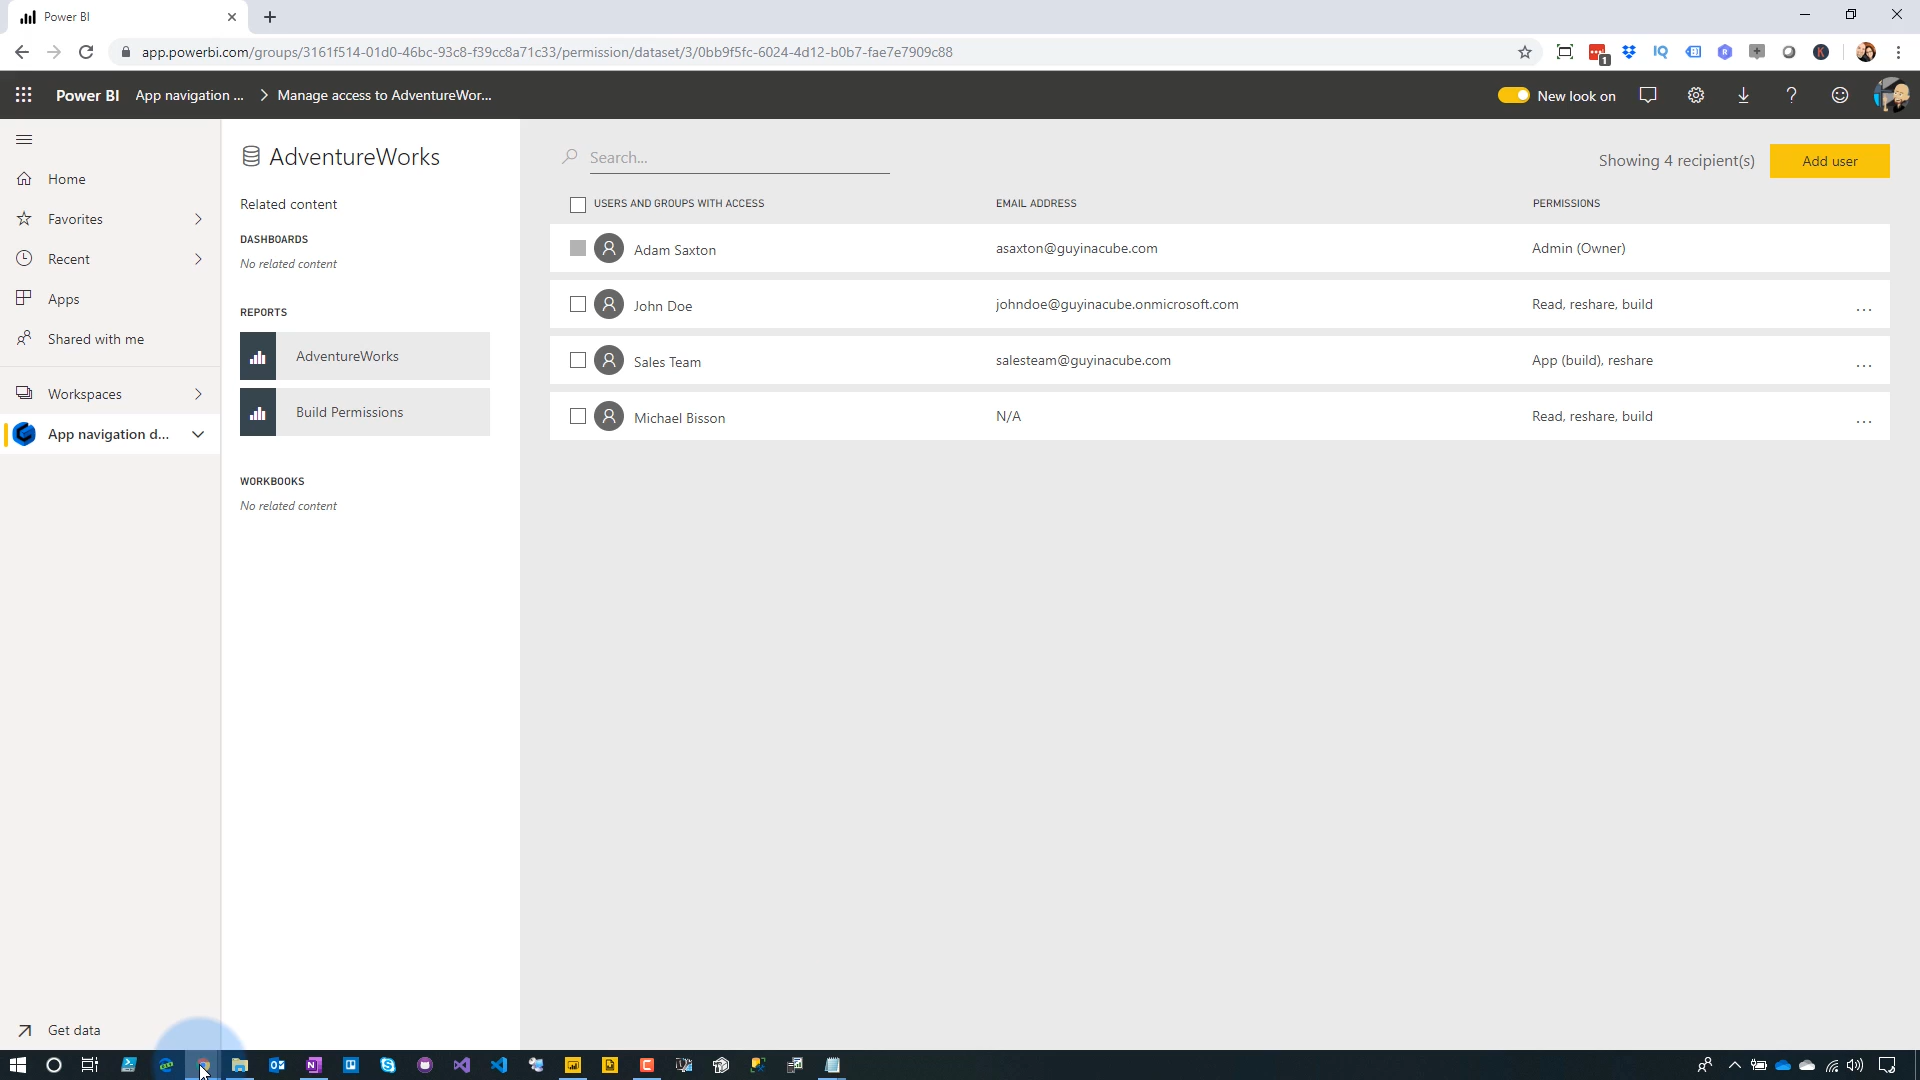 Power BI
app.powerbi.com/groups/3161f514-01d0-46bc-93c8-f39cc8a71c33/permission/dataset/3/0bb9f5fc-6024-4d12-b0b7-fae7e7909c88
Power BI App navigation ... Manage access to AdventureWor...
New look on
Home
Favorites
Recent
Apps
Shared with me
Workspaces
App navigation d...
Get data
AdventureWorks
Related content
DASHBOARDS
No related content
REPORTS
AdventureWorks
Build Permissions
WORKBOOKS
No related content
Search...
Showing 4 recipient(s)
Add user
USERS AND GROUPS WITH ACCESS EMAIL ADDRESS PERMISSIONS
Adam Saxton asaxton@guyinacube.com Admin (Owner)
John Doe johndoe@guyinacube.onmicrosoft.com Read, reshare, build ...
Sales Team salesteam@guyinacube.com App (build), reshare ...
Michael Bisson N/A Read, reshare, build ...